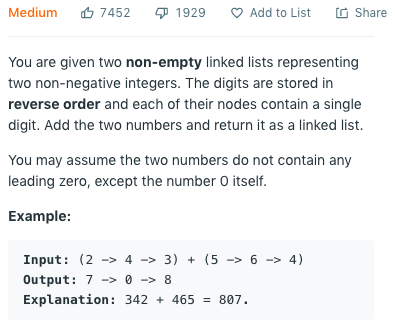 Medium 7452 1929 Add to List Share
You are given two non-empty linked lists representing
two non-negative integers. The digits are stored in
reverse order and each of their nodes contain a single
digit. Add the two numbers and return it as a linked list.
You may assume the two numbers do not contain any
leading zero, except the number 0 itself.
Example:
Input: (2 -> 4 -> 3) + (5 -> 6 -> 4)
Output: 7 -> 0 -> 8
Explanation: 342 + 465 = 807.